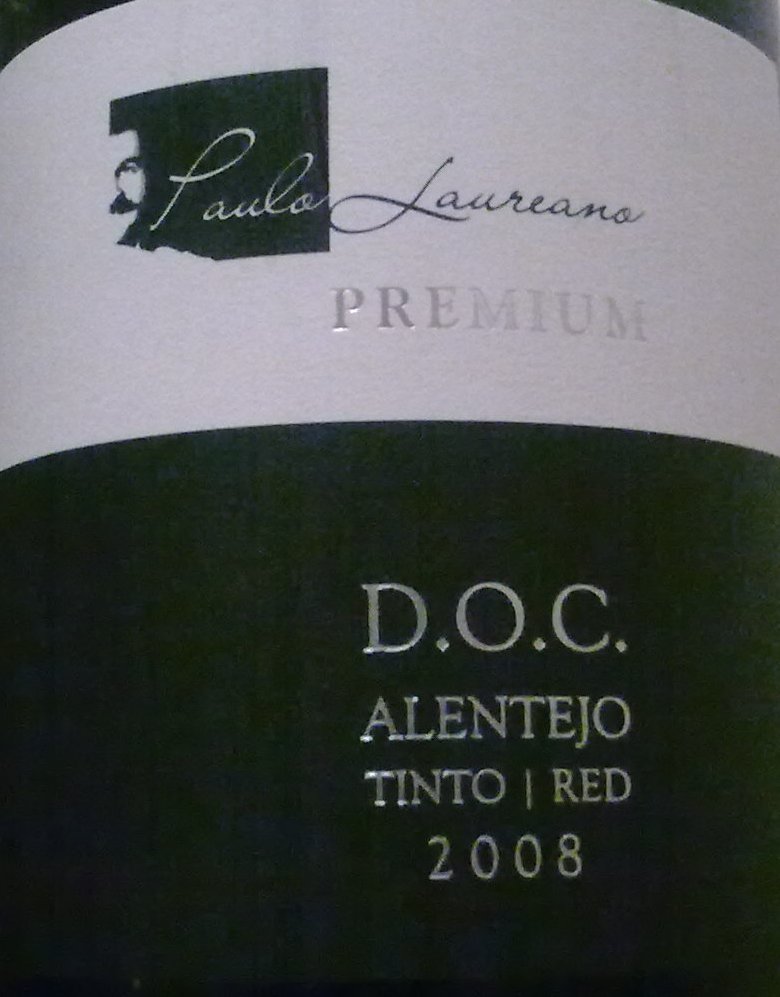 Paulo Laureano
PREMIUM
D.O.C.
ALENTEJO
TINTO | RED
2008